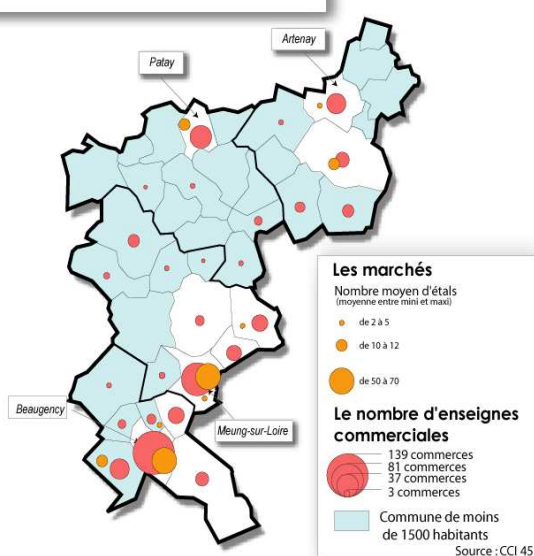 Artenay
Patay
Beaugency
Meung-sur-Loire
Les marchés
Nombre moyen d'étals
(moyenne entre mini et maxi)
de 2 à 5
de 10 à 12
de 50 à 70
Le nombre d'enseignes
commerciales
139 commerces
81 commerces
37 commerces
3 commerces
Commune de moins
de 1500 habitants
Source : CCI 45